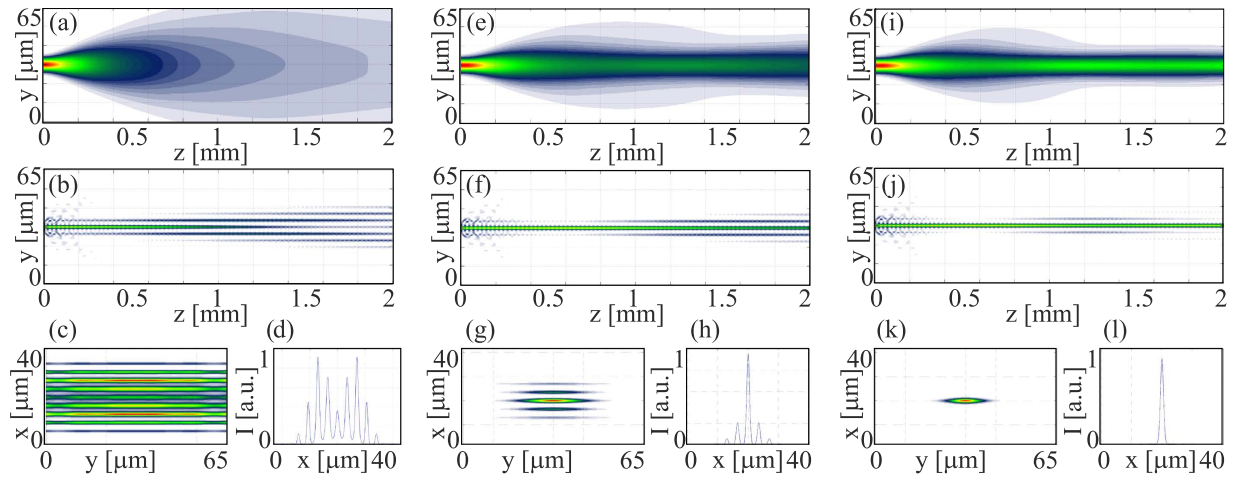 (a)
65
y [µm]
0
0
0.5
1
1.5
2
z [mm]
(e)
65
y [µm]
0
0
0.5
1
1.5
2
z [mm]
(i)
65
y [µm]
0
0
0.5
1
1.5
2
z [mm]
(b)
65
y [µm]
0
0
0.5
1
1.5
2
z [mm]
(f)
65
y [µm]
0
0
0.5
1
1.5
2
z [mm]
(j)
65
y [µm]
0
0
0.5
1
1.5
2
z [mm]
(c)
40
x [µm]
0
0 y [µm] 65
(d)
1
I [a.u.]
0
0 x [µm] 40
(g)
40
x [µm]
0
0 y [µm] 65
(h)
1
I [a.u.]
0
0 x [µm] 40
(k)
40
x [µm]
0
0 y [µm] 65
(l)
1
I [a.u.]
0
0 x [µm] 40